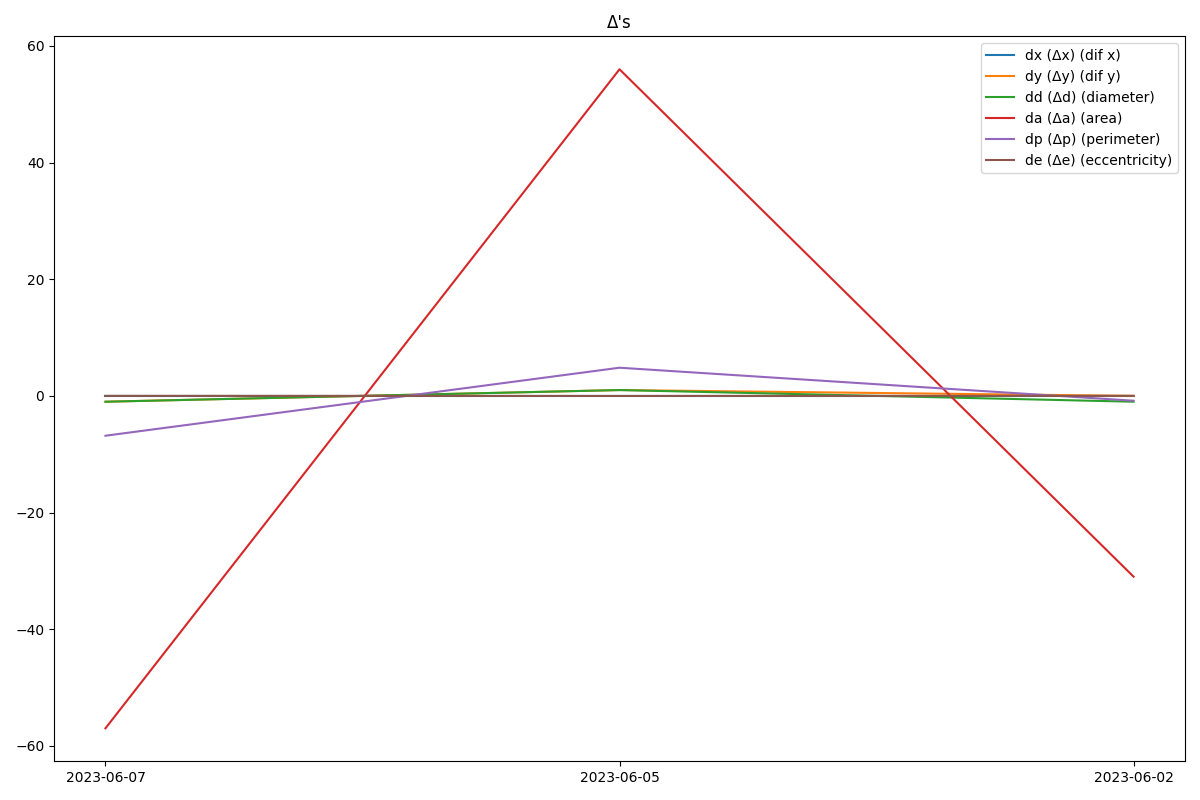 Δ's
60
40
20
0
−20
−40
−60
2023-06-07
2023-06-05
2023-06-02
dx (Δx) (dif x)
dy (Δy) (dif y)
dd (Δd) (diameter)
da (Δa) (area)
dp (Δp) (perimeter)
de (Δe) (eccentricity)